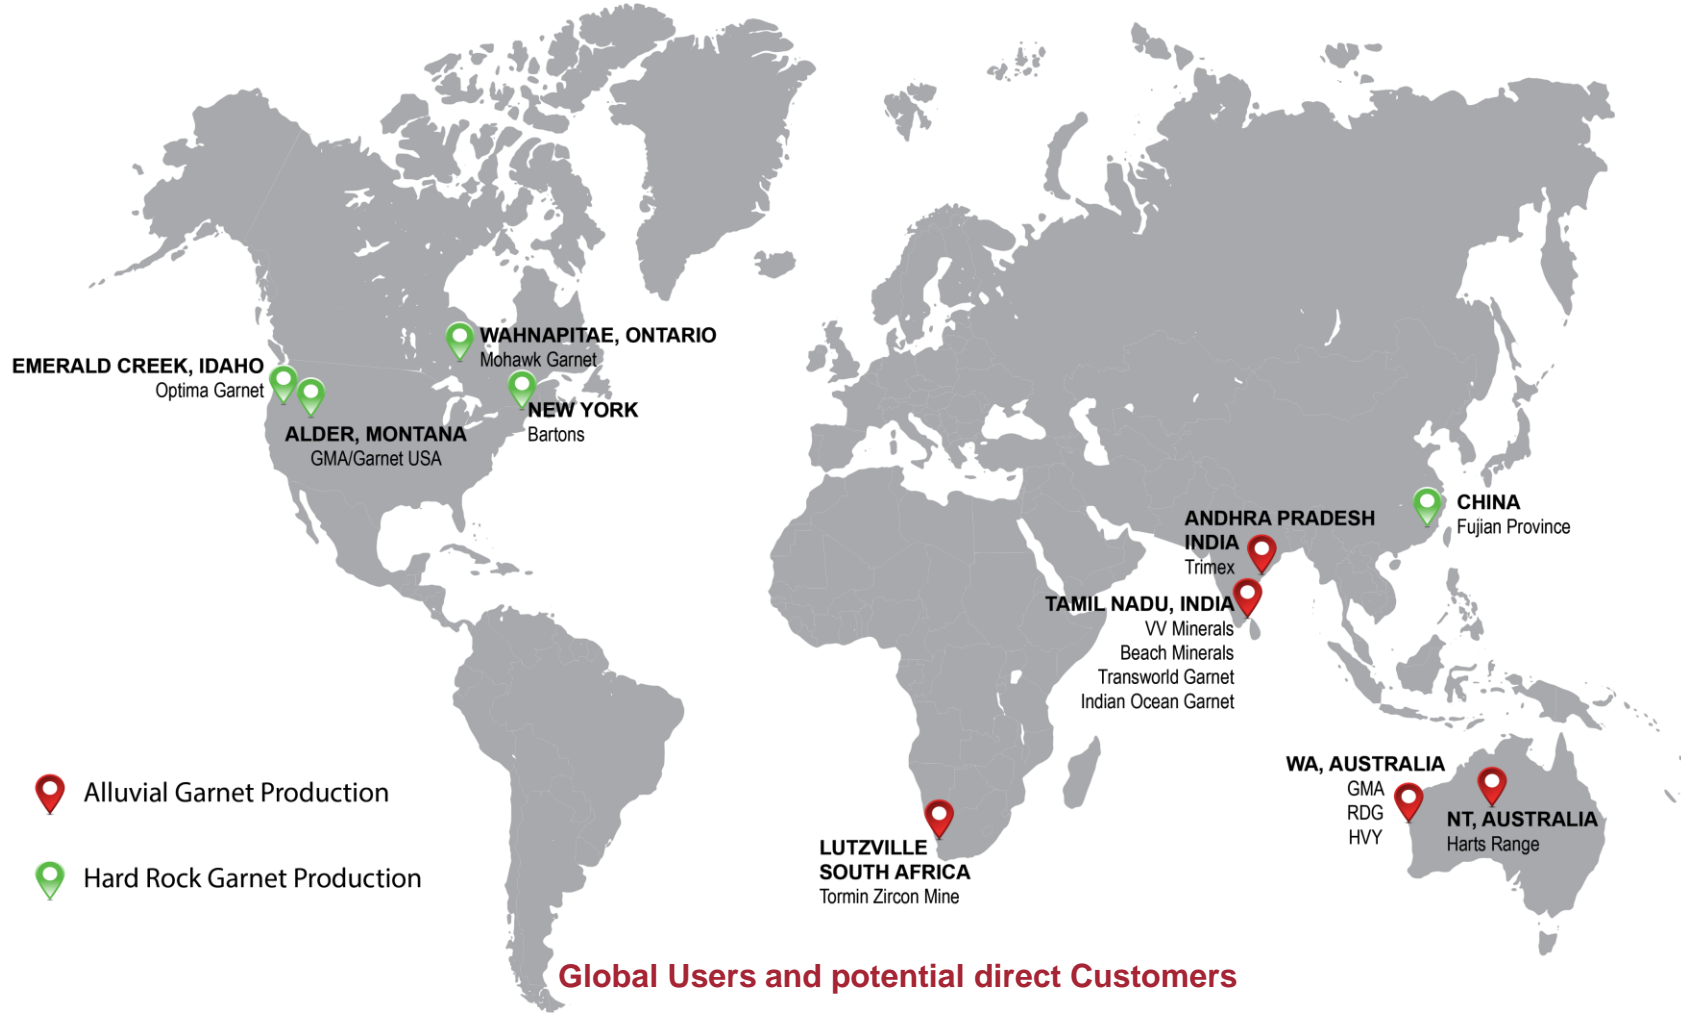 WAHNAPITAE, ONTARIO
Mohawk Garnet
EMERALD CREEK, IDAHO
Optima Garnet
NEW YORK
Bartons
ALDER, MONTANA
GMA/Garnet USA
CHINA
Fujian Province
ANDHRA PRADESH
INDIA
Trimex
TAMIL NADU, INDIA
VV Minerals
Beach Minerals
Transworld Garnet
Indian Ocean Garnet
WA, AUSTRALIA
GMA
RDG
HVY
NT, AUSTRALIA
Harts Range
LUTZVILLE
SOUTH AFRICA
Tormin Zircon Mine
Alluvial Garnet Production
Hard Rock Garnet Production
Global Users and potential direct Customers